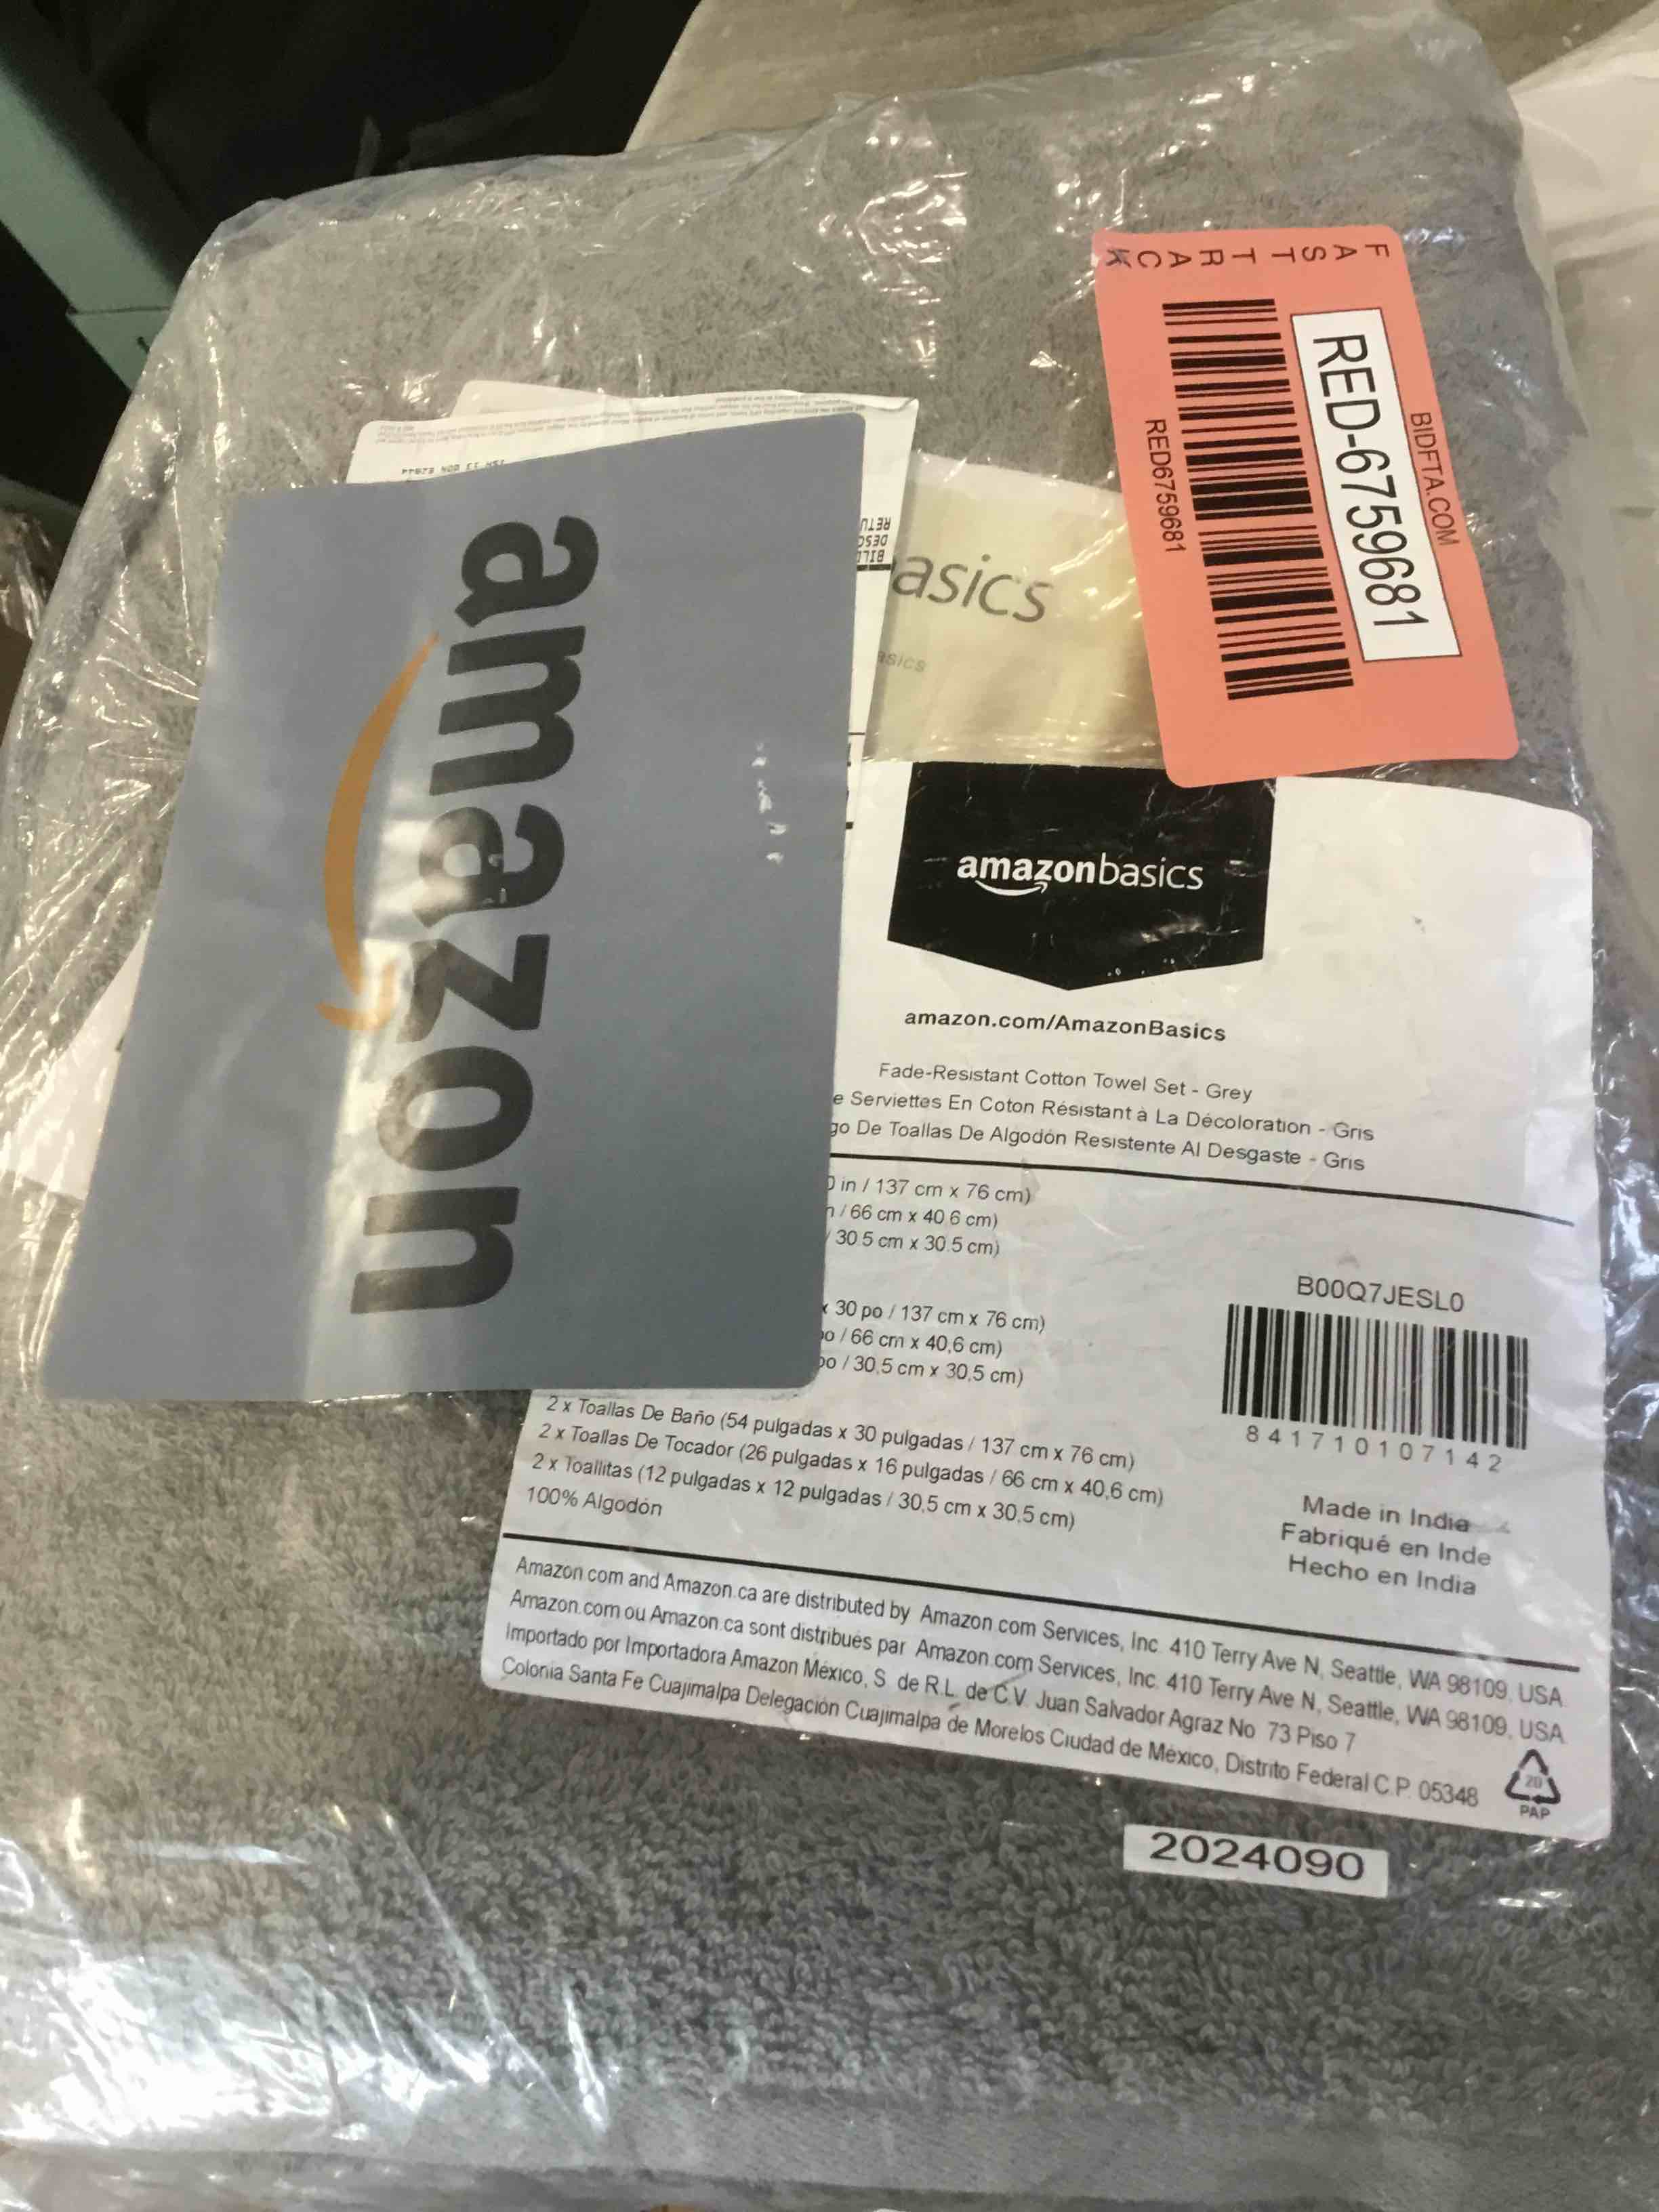 FAST TRACK
BIDFTA.COM
RED-6759681
RED6759681
asics
asics
RETU
DESC
BILL
amazon
amazonbasics
amazon.com/AmazonBasics
Fade-Resistant Cotton Towel Set - Grey
e Serviettes En Coton Résistant à La Décoloration - Gris
go De Toallas De Algodón Resistente Al Desgaste - Gris
in / 137 cm x 76 cm)
/ 66 cm x 40.6 cm)
/ 30.5 cm x 30.5 cm)
x 30 po / 137 cm x 76 cm)
po / 66 cm x 40,6 cm)
po / 30,5 cm x 30,5 cm)
2 x Toallas De Baño (54 pulgadas x 30 pulgadas / 137 cm x 76 cm)
2 x Toallas De Tocador (26 pulgadas x 16 pulgadas / 66 cm x 40,6 cm)
2 x Toallitas (12 pulgadas x 12 pulgadas / 30,5 cm x 30,5 cm)
100% Algodón
B00Q7JESL0
841710107142
Made in India
Fabriqué en Inde
Hecho en India
Amazon.com and Amazon.ca are distributed by Amazon.com Services, Inc. 410 Terry Ave N, Seattle, WA 98109, USA.
Amazon.com ou Amazon.ca sont distribués par Amazon.com Services, Inc. 410 Terry Ave N, Seattle, WA 98109, USA.
Importado por Importadora Amazon México, S. de R.L. de C.V. Juan Salvador Agraz No. 73 Piso 7
Colonia Santa Fe Cuajimalpa Delegación Cuajimalpa de Morelos Ciudad de México, Distrito Federal C.P. 05348
20
PAP
2024090